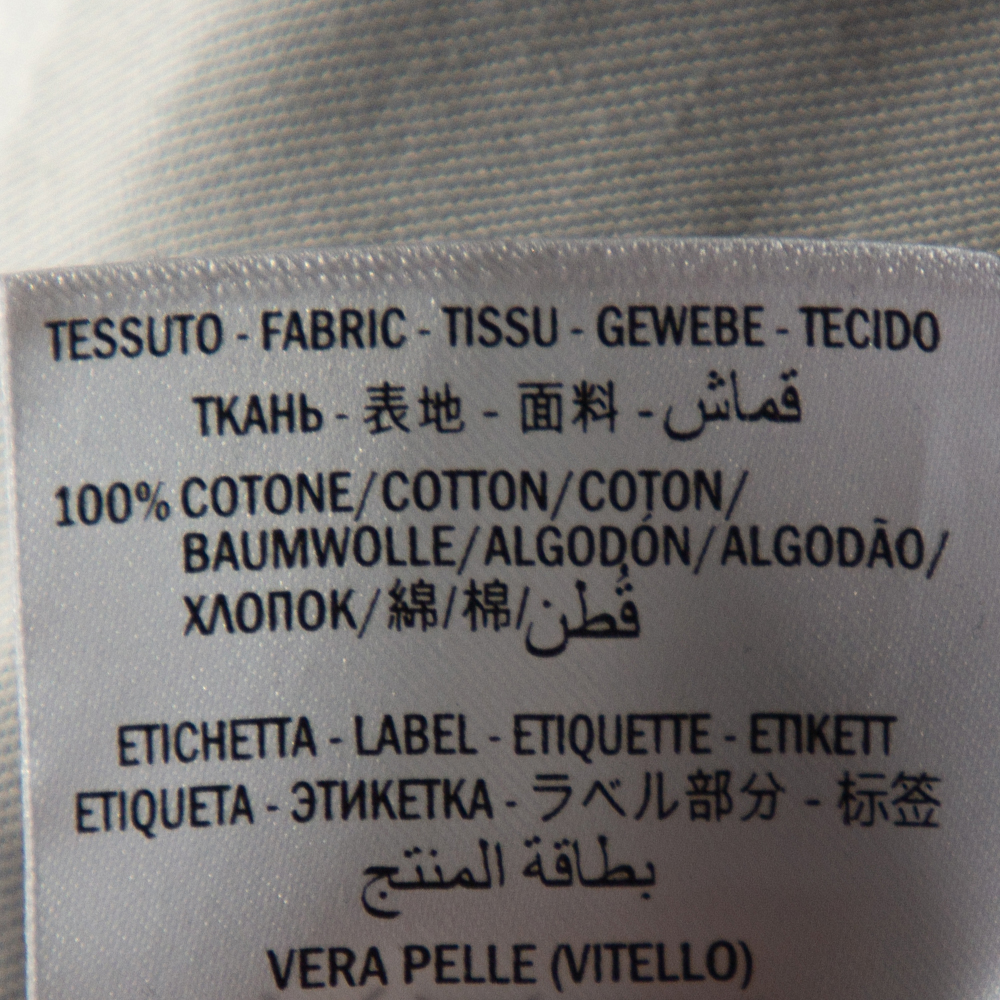 TESSUTO - FABRIC - TISSU - GEWEBE - TECIDO
ТКАНЬ - 表地 - 面料 - قماش
100% COTONE/COTTON/COTON/
BAUMWOLLE/ALGODÓN/ALGODÃO/
ХЛОПОК/綿/棉/قُطن
ETICHETTA - LABEL - ETIQUETTE - ETIKETT
ETIQUETA - ЭТИКЕТКА - ラベル部分 - 标签
بطاقة المنتج
VERA PELLE (VITELLO)